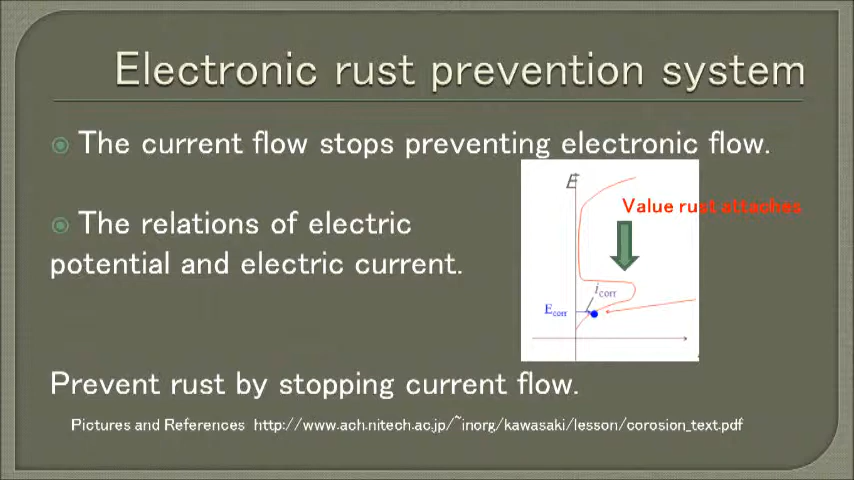 Electronic rust prevention system
The current flow stops preventing electronic flow.
E
Value rust attaches
The relations of electric
potential and electric current.
i corr
E corr
Prevent rust by stopping current flow.
Pictures and References http://www.ach.nitech.ac.jp/~inorg/kawasaki/lesson/corosion_text.pdf